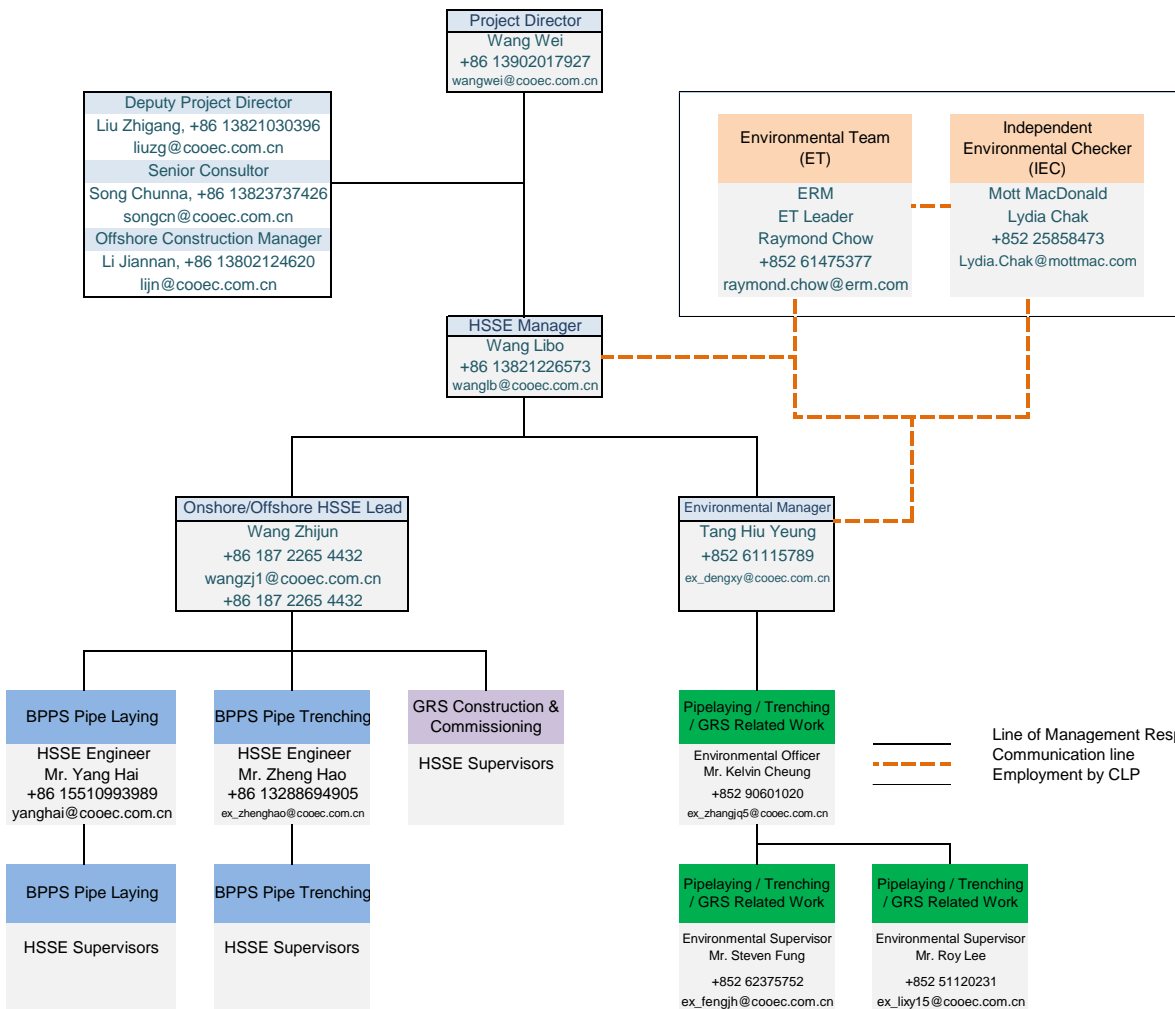 Project Director
Wang Wei
+86 13902017927
wangwei@cooec.com.cn
Deputy Project Director
Liu Zhigang, +86 13821030396
liuzg@cooec.com.cn
Senior Consultor
Song Chunna, +86 13823737426
songcn@cooec.com.cn
Offshore Construction Manager
Li Jiannan, +86 13802124620
lijn@cooec.com.cn
Environmental Team
(ET)
ERM
ET Leader
Raymond Chow
+852 61475377
raymond.chow@erm.com
Independent
Environmental Checker
(IEC)
Mott MacDonald
Lydia Chak
+852 25858473
Lydia.Chak@mottmac.com
HSSE Manager
Wang Libo
+86 13821226573
wanglb@cooec.com.cn
Onshore/Offshore HSSE Lead
Wang Zhijun
+86 187 2265 4432
wangzj1@cooec.com.cn
+86 187 2265 4432
Environmental Manager
Tang Hiu Yeung
+852 61115789
ex_dengxy@cooec.com.cn
BPPS Pipe Laying
HSSE Engineer
Mr. Yang Hai
+86 15510993989
yanghai@cooec.com.cn
BPPS Pipe Trenching
HSSE Engineer
Mr. Zheng Hao
+86 13288694905
ex_zhenghao@cooec.com.cn
GRS Construction &
Commissioning
HSSE Supervisors
Pipelaying / Trenching
/ GRS Related Work
Environmental Officer
Mr. Kelvin Cheung
+852 90601020
ex_zhangjq5@cooec.com.cn
Line of Management Resp
Communication line
Employment by CLP
BPPS Pipe Laying
HSSE Supervisors
BPPS Pipe Trenching
HSSE Supervisors
Pipelaying / Trenching
/ GRS Related Work
Environmental Supervisor
Mr. Steven Fung
+852 62375752
ex_fengjh@cooec.com.cn
Pipelaying / Trenching
/ GRS Related Work
Environmental Supervisor
Mr. Roy Lee
+852 51120231
ex_lixy15@cooec.com.cn